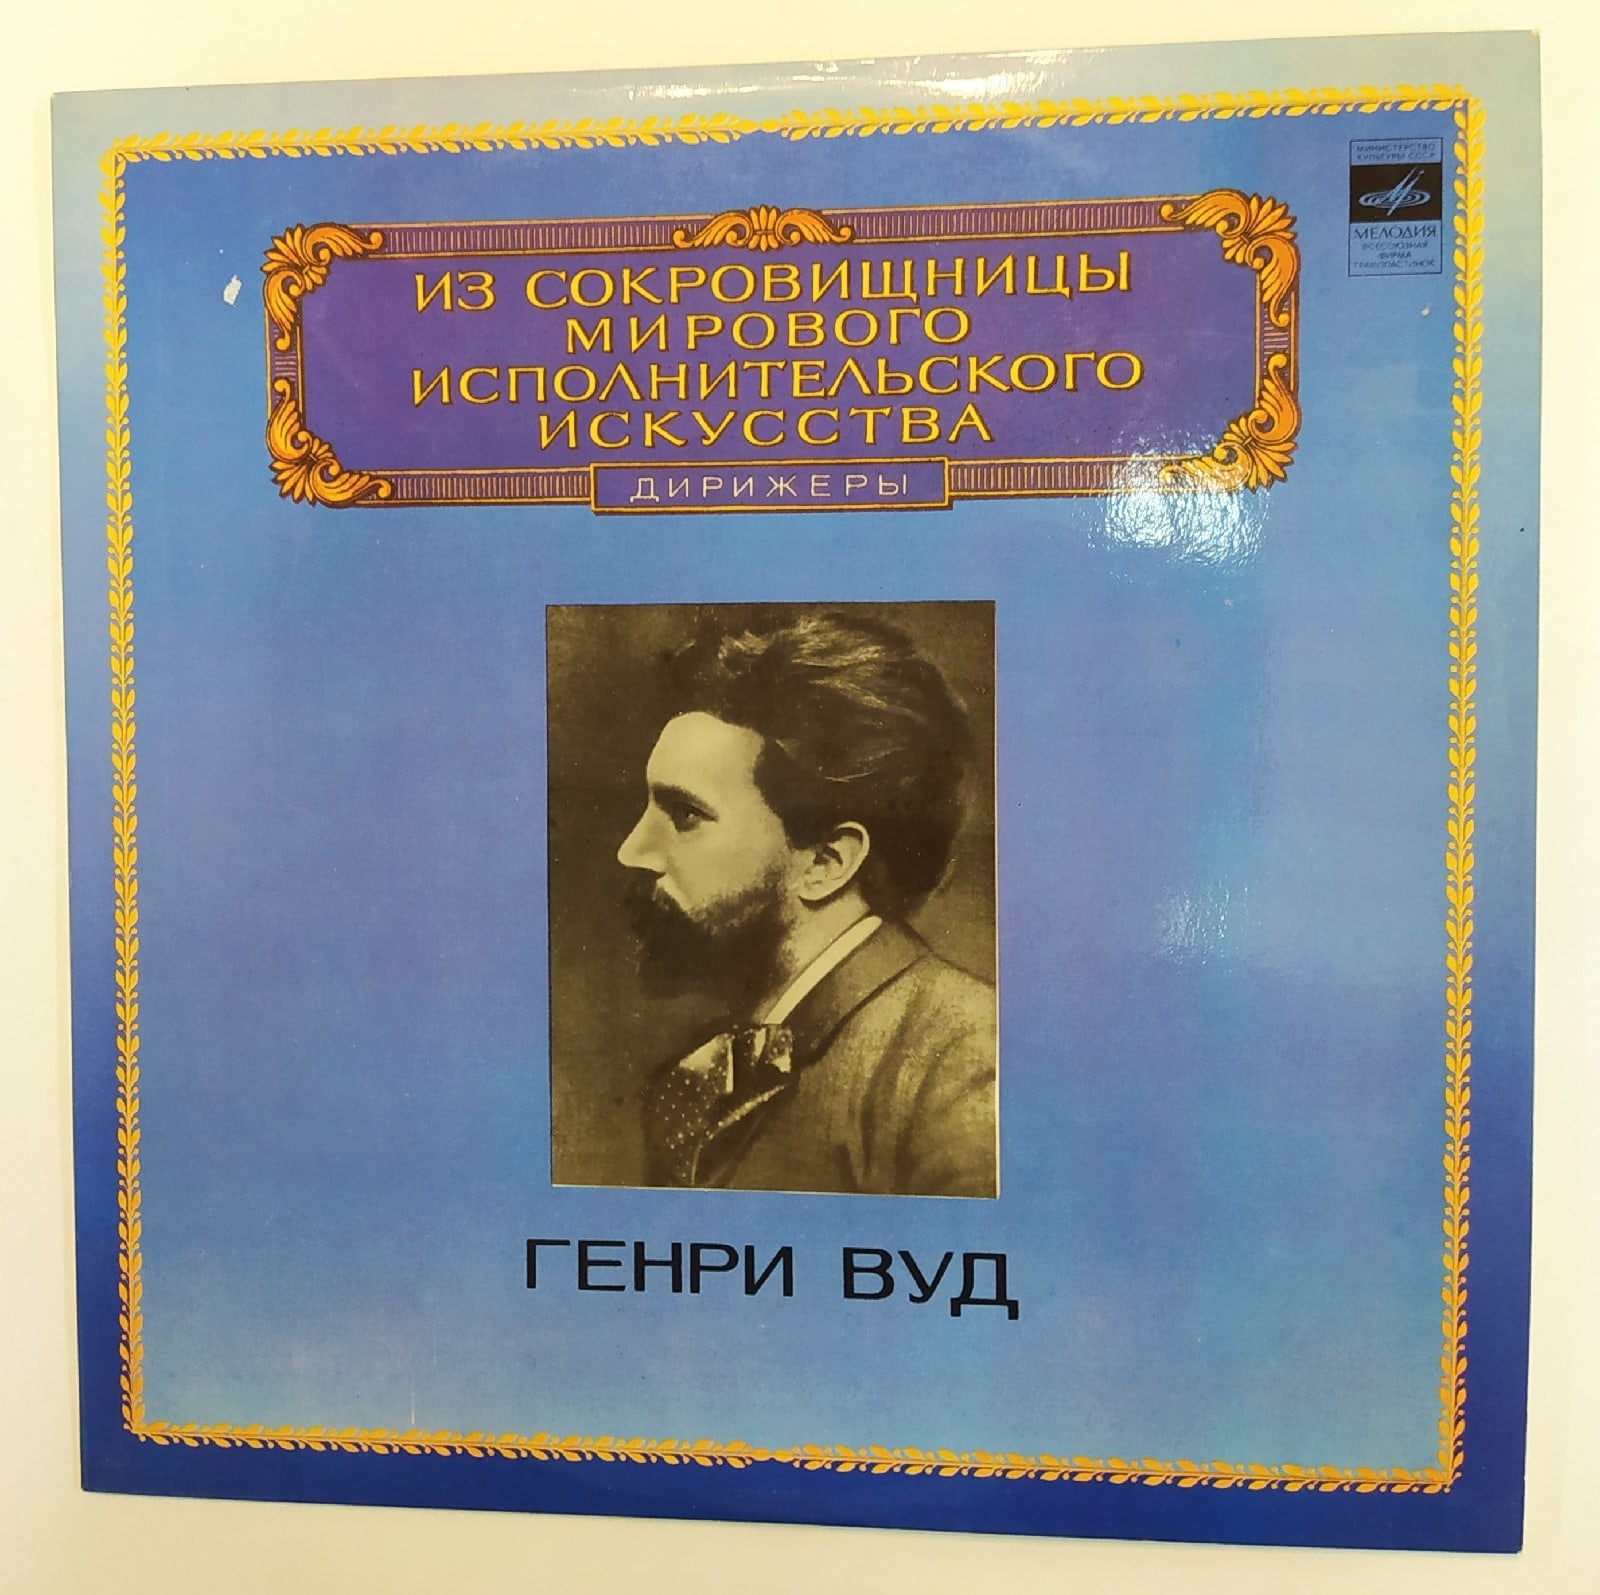 МИНИСТЕРСТВО
КУЛЬТУРЫ СССР
МЕЛОДИЯ
ВСЕСОЮЗНАЯ
ФИРМА
ГРАМПЛАСТИНОК
ИЗ СОКРОВИЩНИЦЫ
МИРОВОГО
ИСПОЛНИТЕЛЬСКОГО
ИСКУССТВА
ДИРИЖЕРЫ
ГЕНРИ ВУД